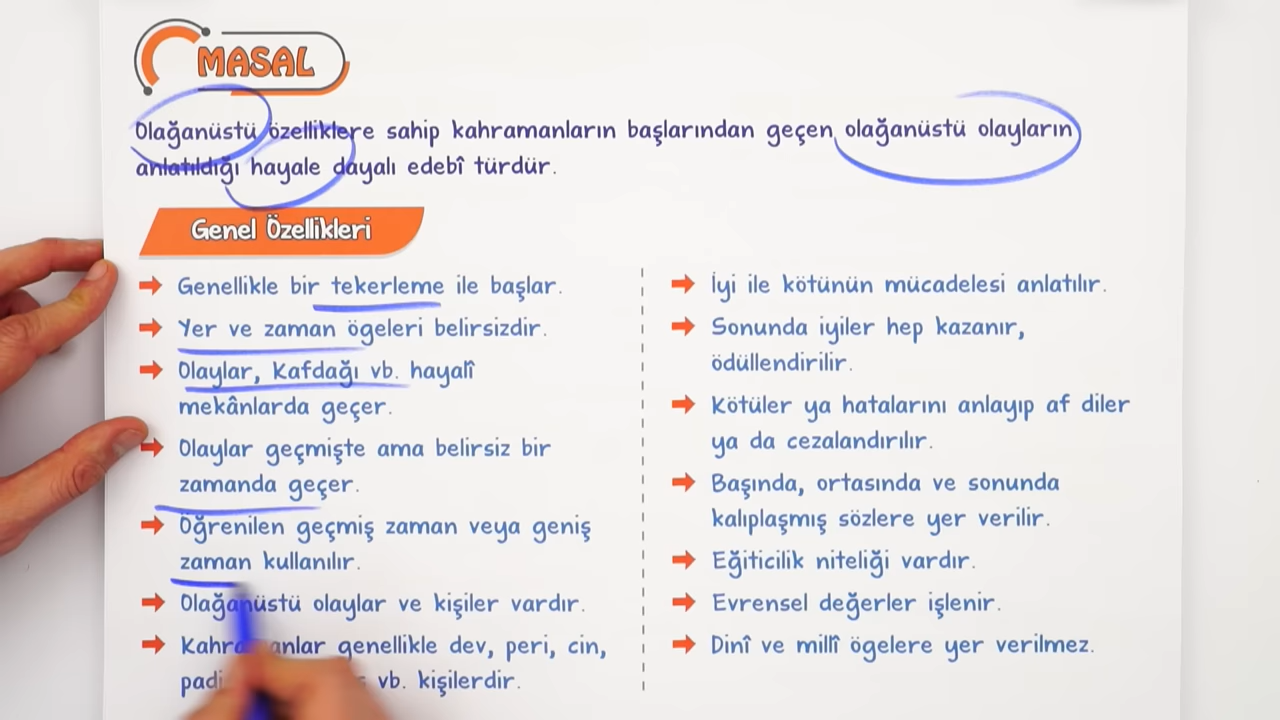 MASAL
Olağanüstü özelliklere sahip kahramanların başlarından geçen olağanüstü olayların
anlatıldığı hayale dayalı edebî türdür.
Genel Özellikleri
Genellikle bir tekerleme ile başlar.
Yer ve zaman ögeleri belirsizdir.
Olaylar, Kafdağı vb. hayalî
mekânlarda geçer.
Olaylar geçmişte ama belirsiz bir
zamanda geçer.
Öğrenilen geçmiş zaman veya geniş
zaman kullanılır.
Olağanüstü olaylar ve kişiler vardır.
Kahramanlar genellikle dev, peri, cin,
vb. kişilerdir.
İyi ile kötünün mücadelesi anlatılır.
Sonunda iyiler hep kazanır,
ödüllendirilir.
Kötüler ya hatalarını anlayıp af diler
ya da cezalandırılır.
Başında, ortasında ve sonunda
kalıplaşmış sözlere yer verilir.
Eğiticilik niteliği vardır.
Evrensel değerler işlenir.
Dinî ve millî ögelere yer verilmez.